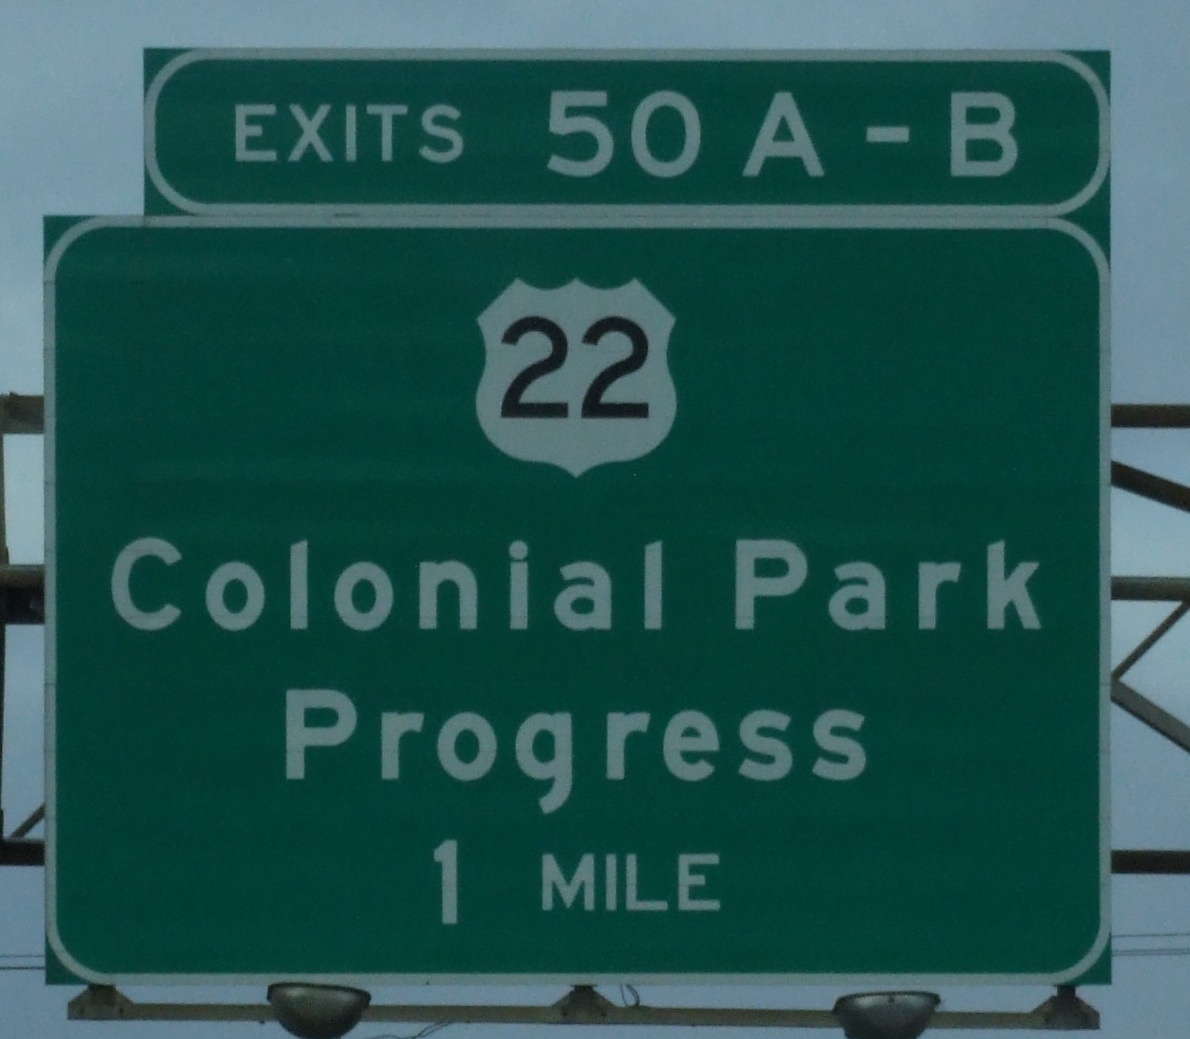 EXITS 50 A - B
22
Colonial Park
Progress
1 MILE